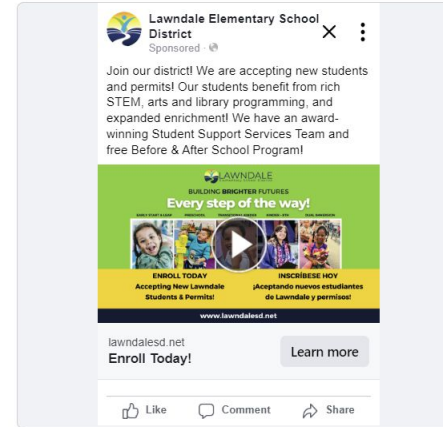 Lawndale Elementary School
District
Sponsored ·
Join our district! We are accepting new students
and permits! Our students benefit from rich
STEM, arts and library programming, and
expanded enrichment! We have an award-
winning Student Support Services Team and
free Before & After School Program!
LAWNDALE
BUILDING BRIGHTER FUTURES
Every step of the way!
PRESCHOOL
ENROLL TODAY
Accepting New Lawndale
Students & Permits!
INSCRÍBESE HOY
¡Aceptando nuevos estudiantes
de Lawndale y permisos!
www.lawndalesd.net
lawndalesd.net
Enroll Today!
Learn more
Like
Comment
Share